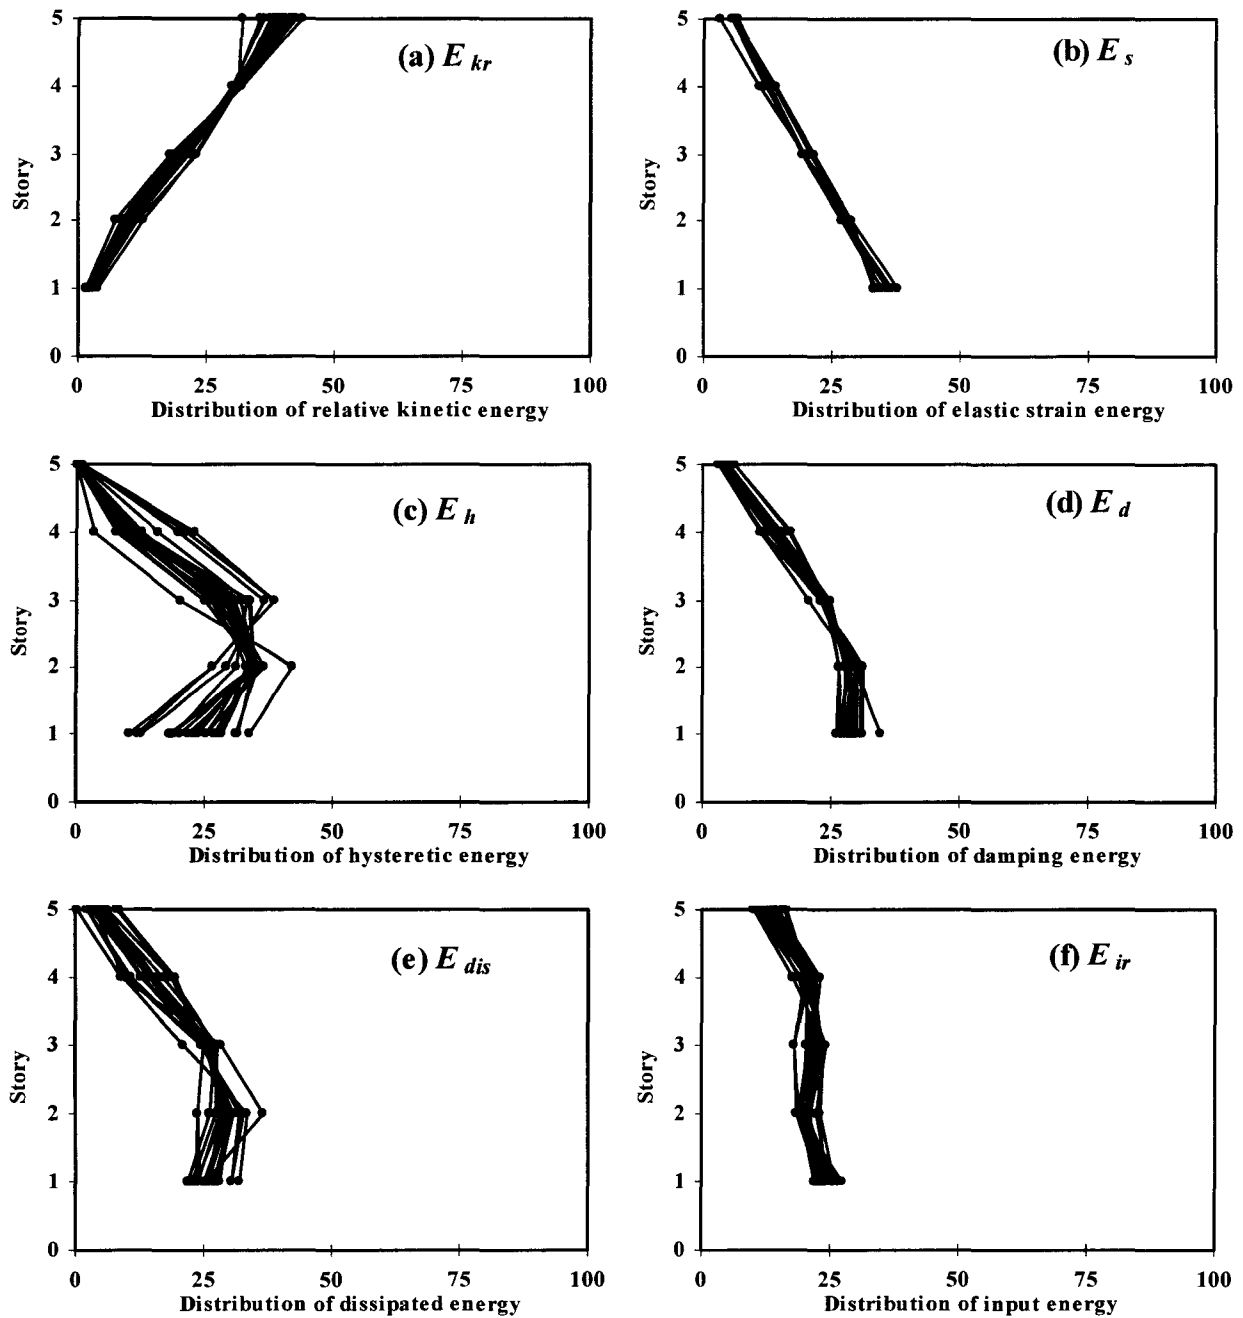 5
4
3
2
1
0
Story
(a) E kr
0 25 50 75 100
Distribution of relative kinetic energy
5
4
3
2
1
0
Story
(b) E s
0 25 50 75 100
Distribution of elastic strain energy
5
4
3
2
1
0
Story
(c) E h
0 25 50 75 100
Distribution of hysteretic energy
5
4
3
2
1
0
Story
(d) E d
0 25 50 75 100
Distribution of damping energy
5
4
3
2
1
0
Story
(e) E dis
0 25 50 75 100
Distribution of dissipated energy
5
4
3
2
1
0
Story
(f) E ir
0 25 50 75 100
Distribution of input energy